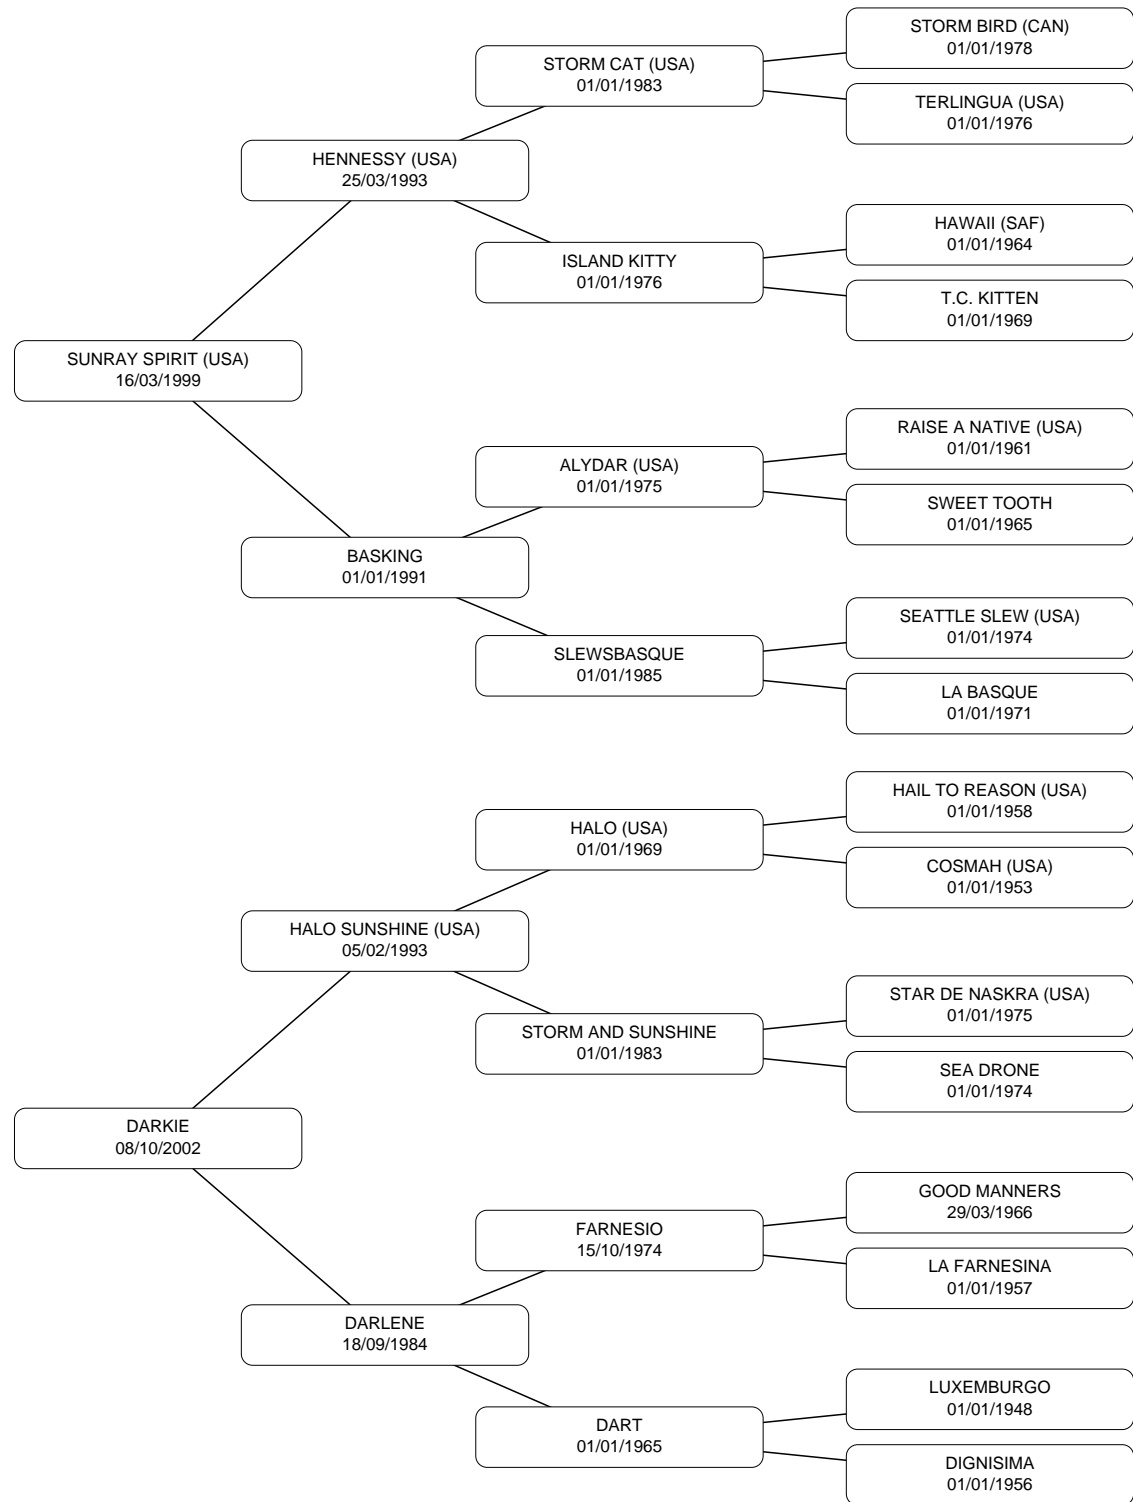 STORM BIRD (CAN)
01/01/1978
STORM CAT (USA)
01/01/1983
TERLINGUA (USA)
01/01/1976
HENNESSY (USA)
25/03/1993
HAWAII (SAF)
01/01/1964
ISLAND KITTY
01/01/1976
T.C. KITTEN
01/01/1969
SUNRAY SPIRIT (USA)
16/03/1999
RAISE A NATIVE (USA)
01/01/1961
ALYDAR (USA)
01/01/1975
SWEET TOOTH
01/01/1965
BASKING
01/01/1991
SEATTLE SLEW (USA)
01/01/1974
SLEWSBASQUE
01/01/1985
LA BASQUE
01/01/1971
HAIL TO REASON (USA)
01/01/1958
HALO (USA)
01/01/1969
COSMAH (USA)
01/01/1953
HALO SUNSHINE (USA)
05/02/1993
STAR DE NASKRA (USA)
01/01/1975
STORM AND SUNSHINE
01/01/1983
SEA DRONE
01/01/1974
DARKIE
08/10/2002
GOOD MANNERS
29/03/1966
FARNESIO
15/10/1974
LA FARNESINA
01/01/1957
DARLENE
18/09/1984
LUXEMBURGO
01/01/1948
DART
01/01/1965
DIGNISIMA
01/01/1956